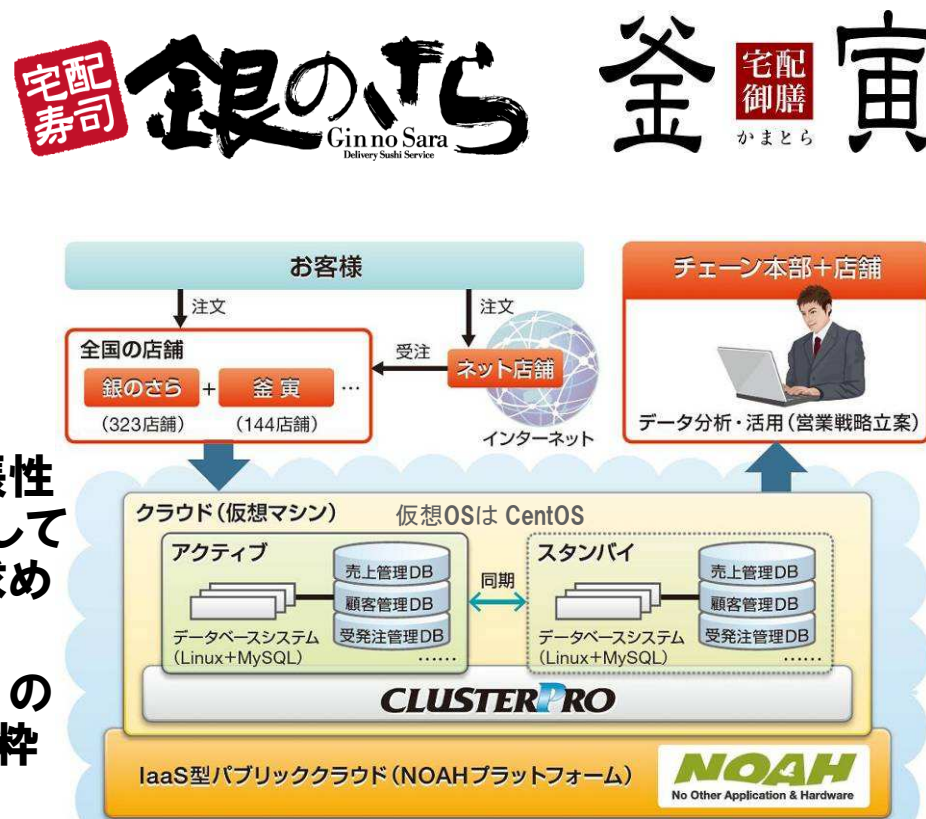 宅配
寿司
銀のさら
Gin no Sara
Delivery Sushi Service
釜寅
宅配
御膳
かまとら
お客様
注文
注文
チェーン本部+店舗
全国の店舗
銀のさら + 釜寅 …
(323店舗) (144店舗)
受注
ネット店舗
インターネット
データ分析・活用(営業戦略立案)
張性
して
求め
の
枠
クラウド(仮想マシン)
仮想OSは CentOS
アクティブ
売上管理DB
顧客管理DB
受発注管理DB
……
データベースシステム
(Linux+MySQL)
同期
スタンバイ
売上管理DB
顧客管理DB
受発注管理DB
……
データベースシステム
(Linux+MySQL)
CLUSTERPRO
IaaS型パブリッククラウド(NOAHプラットフォーム)
NOAH
No Other Application & Hardware